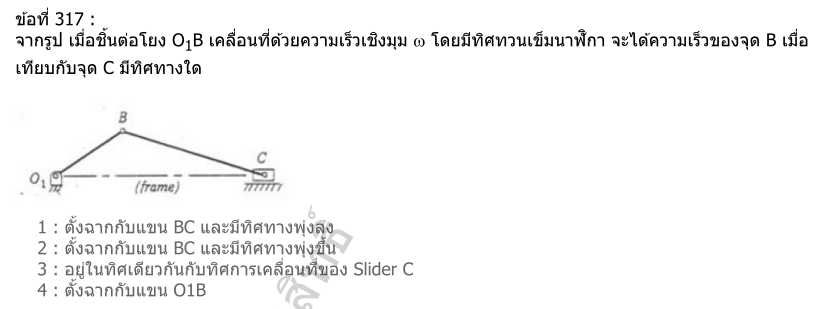 ข้อที่ 317 :
จากรูป เมื่อชิ้นต่อโยง O1B เคลื่อนที่ด้วยความเร็วเชิงมุม ω โดยมีทิศทวนเข็มนาฬิกา จะได้ความเร็วของจุด B เมื่อ
เทียบกับจุด C มีทิศทางใด
B
C
O1
(frame)
1 : ตั้งฉากกับแขน BC และมีทิศทางพุ่งลง
2 : ตั้งฉากกับแขน BC และมีทิศทางพุ่งขึ้น
3 : อยู่ในทิศเดียวกันกับทิศการเคลื่อนที่ของ Slider C
4 : ตั้งฉากกับแขน O1B